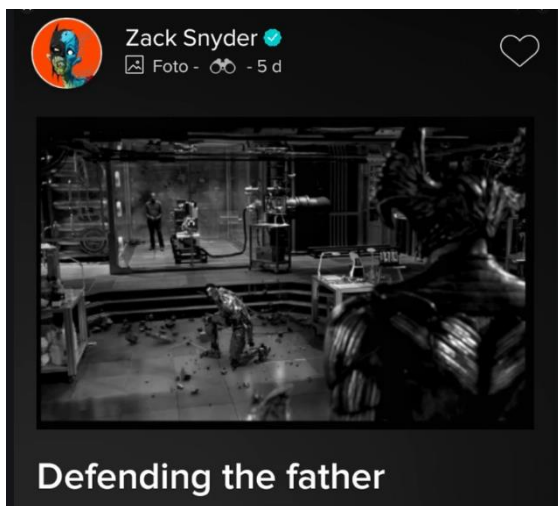 Zack Snyder
Foto - - 5 d
Defending the father